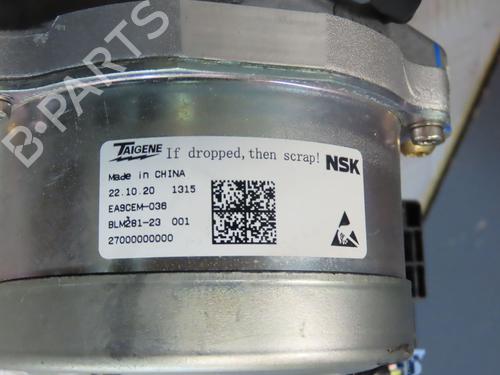 B-PARTS
TAIGENE If dropped, then scrap! NSK
Made in CHINA
22.10.20 1315
EA9CEM-036
BLM281-23 001
27000000000